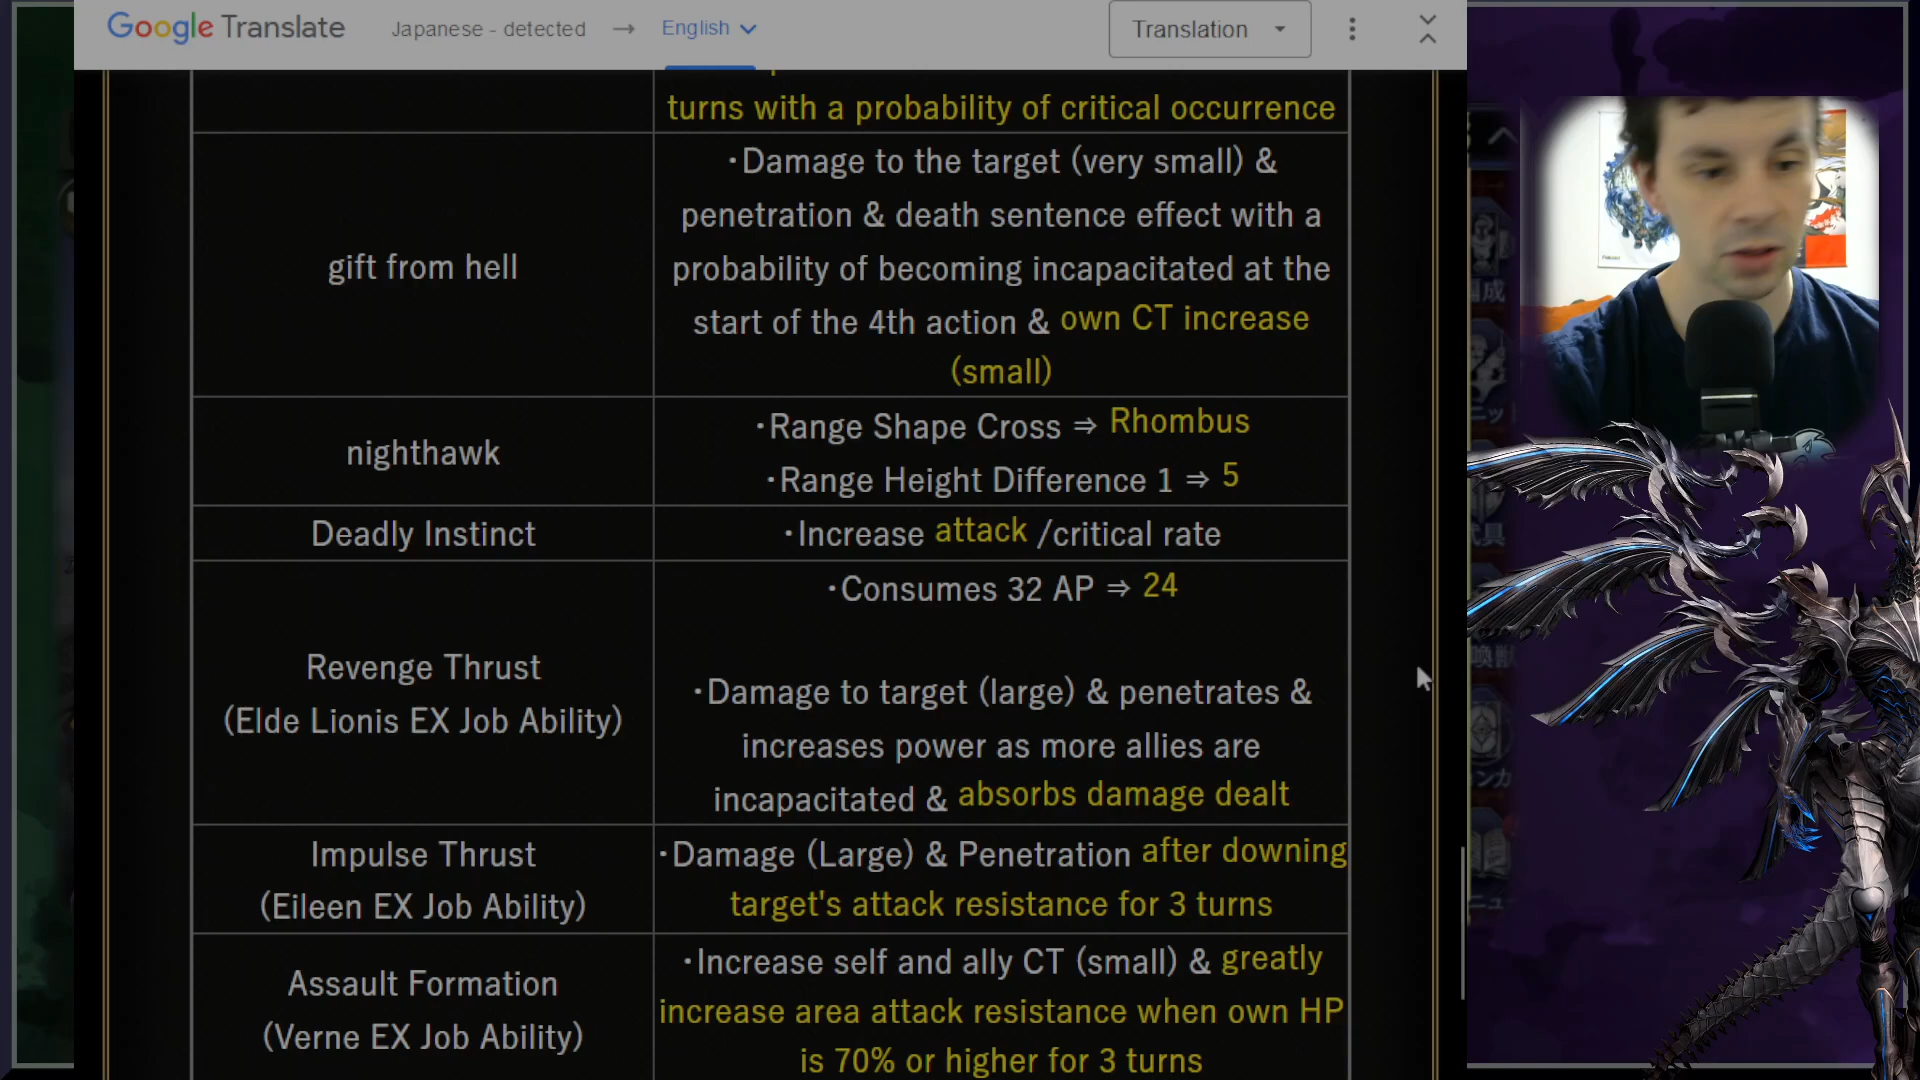 Google Translate
Japanese - detected → English
Translation
turns with a probability of critical occurrence
gift from hell
・Damage to the target (very small) &
penetration & death sentence effect with a
probability of becoming incapacitated at the
start of the 4th action & own CT increase
(small)
nighthawk
・Range Shape Cross ⇒ Rhombus
・Range Height Difference 1 ⇒ 5
Deadly Instinct
・Increase attack /critical rate
Revenge Thrust
(Elde Lionis EX Job Ability)
・Consumes 32 AP ⇒ 24
・Damage to target (large) & penetrates &
increases power as more allies are
incapacitated & absorbs damage dealt
Impulse Thrust
(Eileen EX Job Ability)
・Damage (Large) & Penetration after downing
target's attack resistance for 3 turns
Assault Formation
(Verne EX Job Ability)
・Increase self and ally CT (small) & greatly
increase area attack resistance when own HP
is 70% or higher for 3 turns